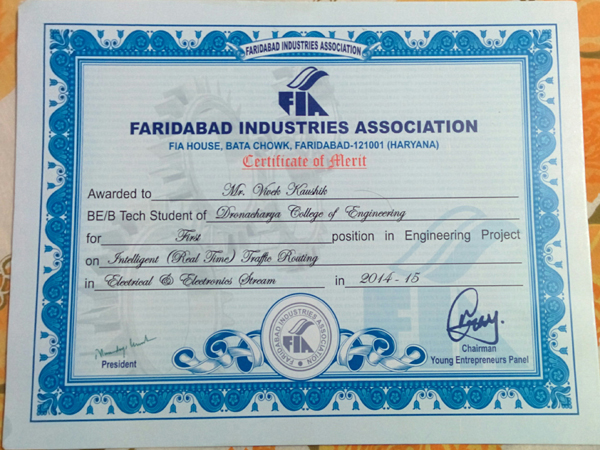 FARIDABAD INDUSTRIES ASSOCIATION
FIA
FARIDABAD INDUSTRIES ASSOCIATION
FIA HOUSE, BATA CHOWK, FARIDABAD-121001 (HARYANA)
Certificate of Merit
Awarded to Mr. Vivek Kaushik
BE/B Tech Student of Dronacharya College of Engineering
for First position in Engineering Project
on Intelligent (Real Time) Traffic Routing
in Electrical & Electronics Stream in 2014-15
FARIDABAD INDUSTRIES ASSOCIATION
FIA
FIA
President
Chairman
Young Entrepreneurs Panel